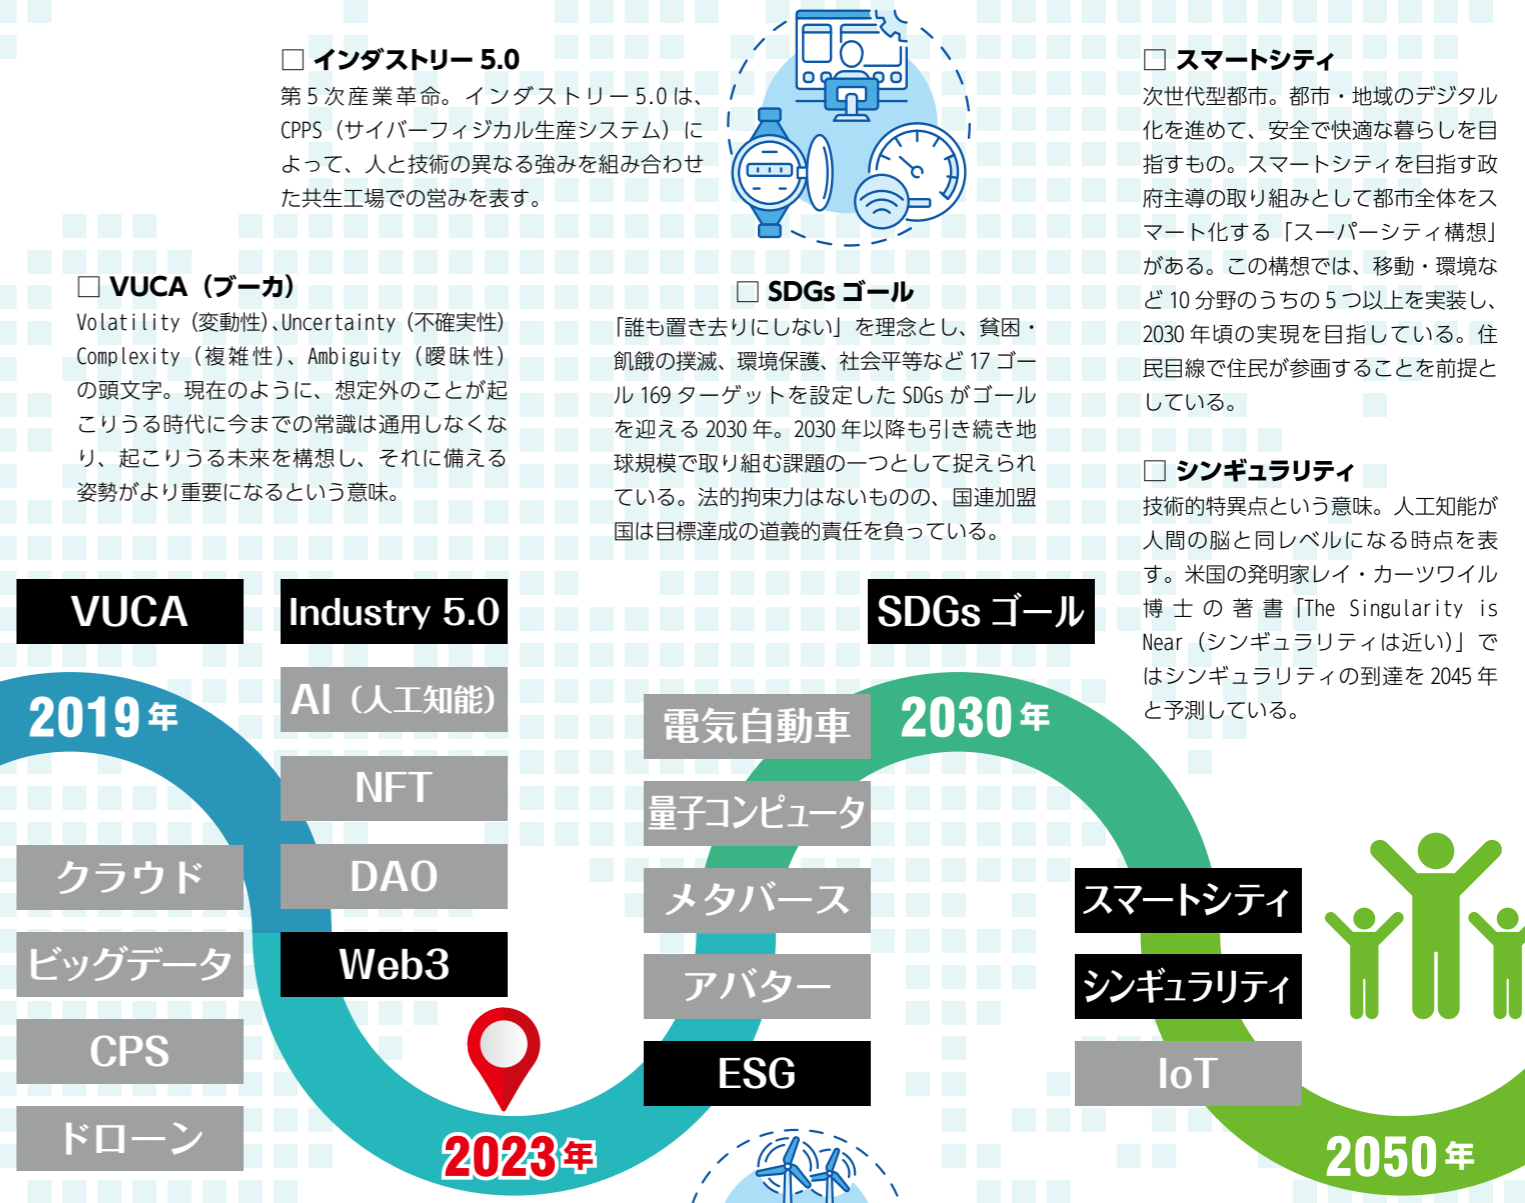 □ インダストリー 5.0
第5次産業革命。インダストリー5.0は、
CPPS（サイバーフィジカル生産システム）に
よって、人と技術の異なる強みを組み合わせ
た共生工場での営みを表す。
□ VUCA（ブーカ）
Volatility（変動性）、Uncertainty（不確実性）
Complexity（複雑性）、Ambiguity（曖昧性）
の頭文字。現在のように、想定外のことが起
こりうる時代に今までの常識は通用しなくな
り、起こりうる未来を構想し、それに備える
姿勢がより重要になるという意味。
□ SDGs ゴール
「誰も置き去りにしない」を理念とし、貧困・
飢餓の撲滅、環境保護、社会平等など 17 ゴー
ル 169 ターゲットを設定した SDGs がゴール
を迎える 2030 年。2030 年以降も引き続き地
球規模で取り組む課題の一つとして捉えられ
ている。法的拘束力はないものの、国連加盟
国は目標達成の道義的責任を負っている。
□ スマートシティ
次世代型都市。都市・地域のデジタル
化を進めて、安全で快適な暮らしを目
指すもの。スマートシティを目指す政
府主導の取り組みとして都市全体をス
マート化する「スーパーシティ構想」
がある。この構想では、移動・環境な
ど 10 分野のうちの 5 つ以上を実装し、
2030 年頃の実現を目指している。住
民目線で住民が参画することを前提と
している。
□ シンギュラリティ
技術的特異点という意味。人工知能が
人間の脳と同レベルになる時点を表
す。米国の発明家レイ・カーツワイル
博士の著書「The Singularity is
Near（シンギュラリティは近い）」で
はシンギュラリティの到達を 2045 年
と予測している。
VUCA
2019年
クラウド
ビッグデータ
CPS
ドローン
Industry 5.0
AI（人工知能）
NFT
DAO
Web3
2023年
電気自動車
量子コンピュータ
メタバース
アバター
ESG
SDGs ゴール
2030年
スマートシティ
シンギュラリティ
IoT
2050年